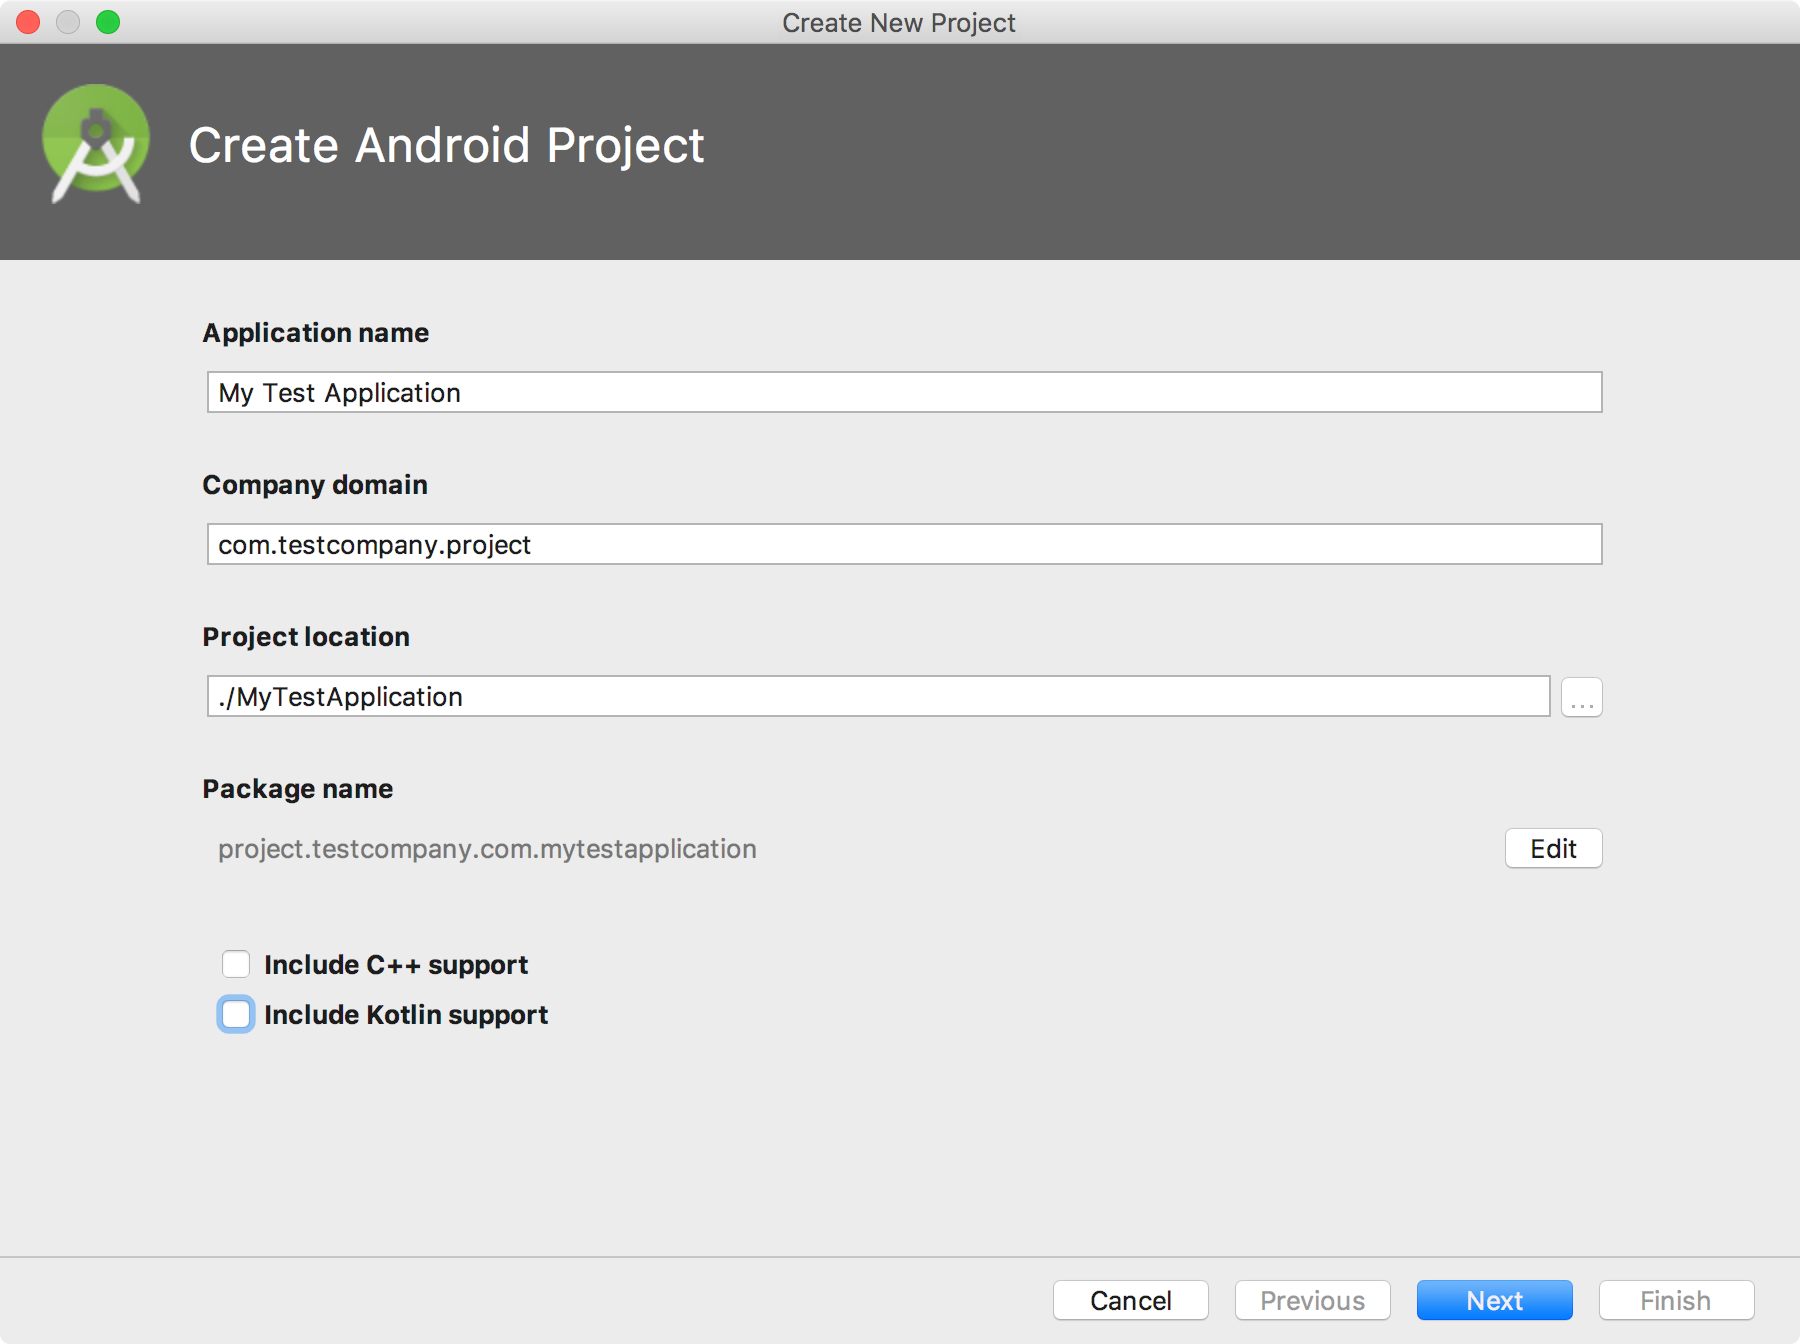 Create New Project
Create Android Project
Application name
My Test Application
Company domain
com.testcompany.project
Project location
./MyTestApplication
...
Package name
project.testcompany.com.mytestapplication
Edit
Include C++ support
Include Kotlin support
Cancel
Previous
Next
Finish